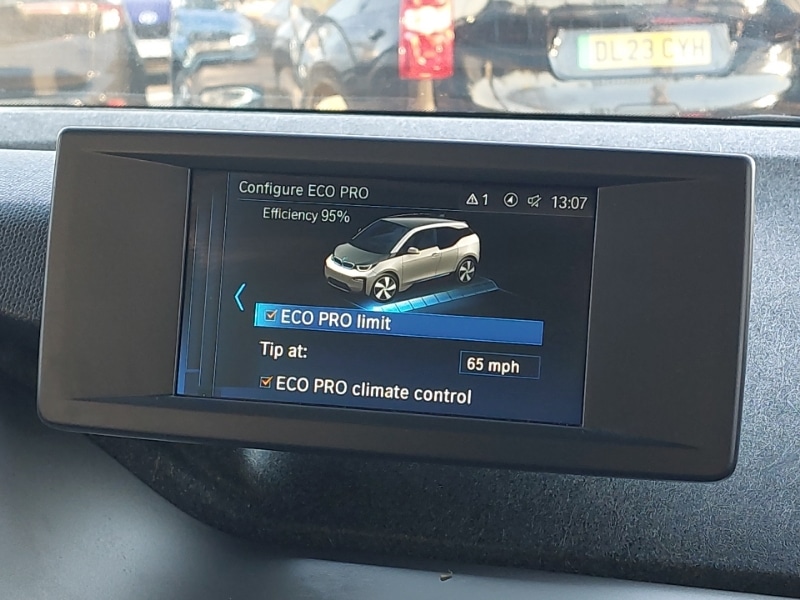 DL23 CYH
Configure ECO PRO
1 13:07
Efficiency 95%
ECO PRO limit
Tip at:
65 mph
ECO PRO climate control